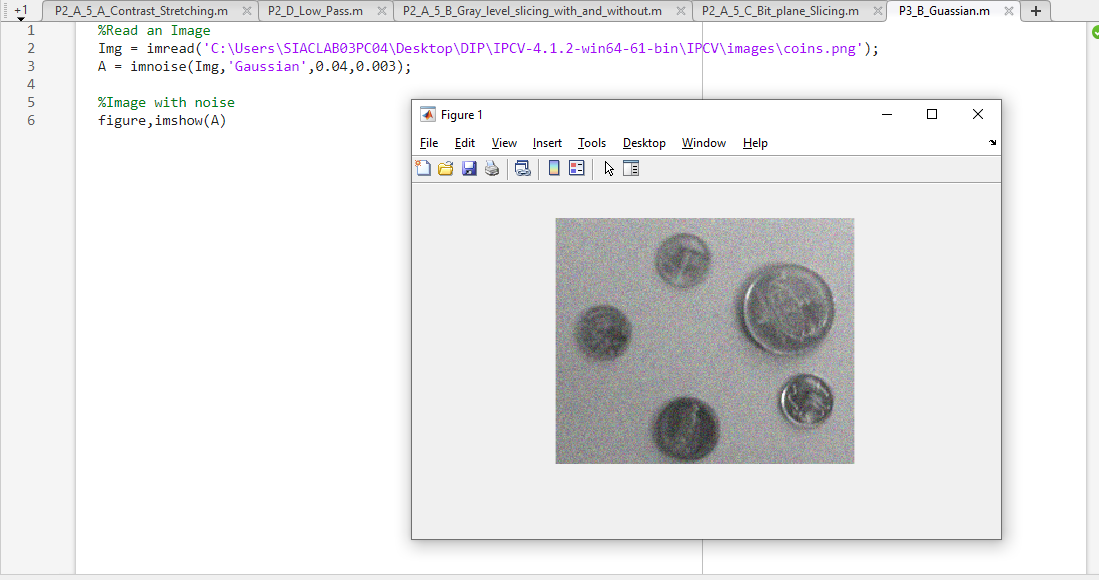 +1 P2_A_5_A_Contrast_Stretching.m P2_D_Low_Pass.m P2_A_5_B_Gray_level_slicing_with_and_without.m P2_A_5_C_Bit_plane_Slicing.m P3_B_Guassian.m
1 %Read an Image
2 Img = imread('C:\Users\SIACLAB03PC04\Desktop\DIP\IPCV-4.1.2-win64-61-bin\IPCV\images\coins.png');
3 A = imnoise(Img,'Gaussian',0.04,0.003);
4
5 %Image with noise
6 figure,imshow(A)
Figure 1
File Edit View Insert Tools Desktop Window Help